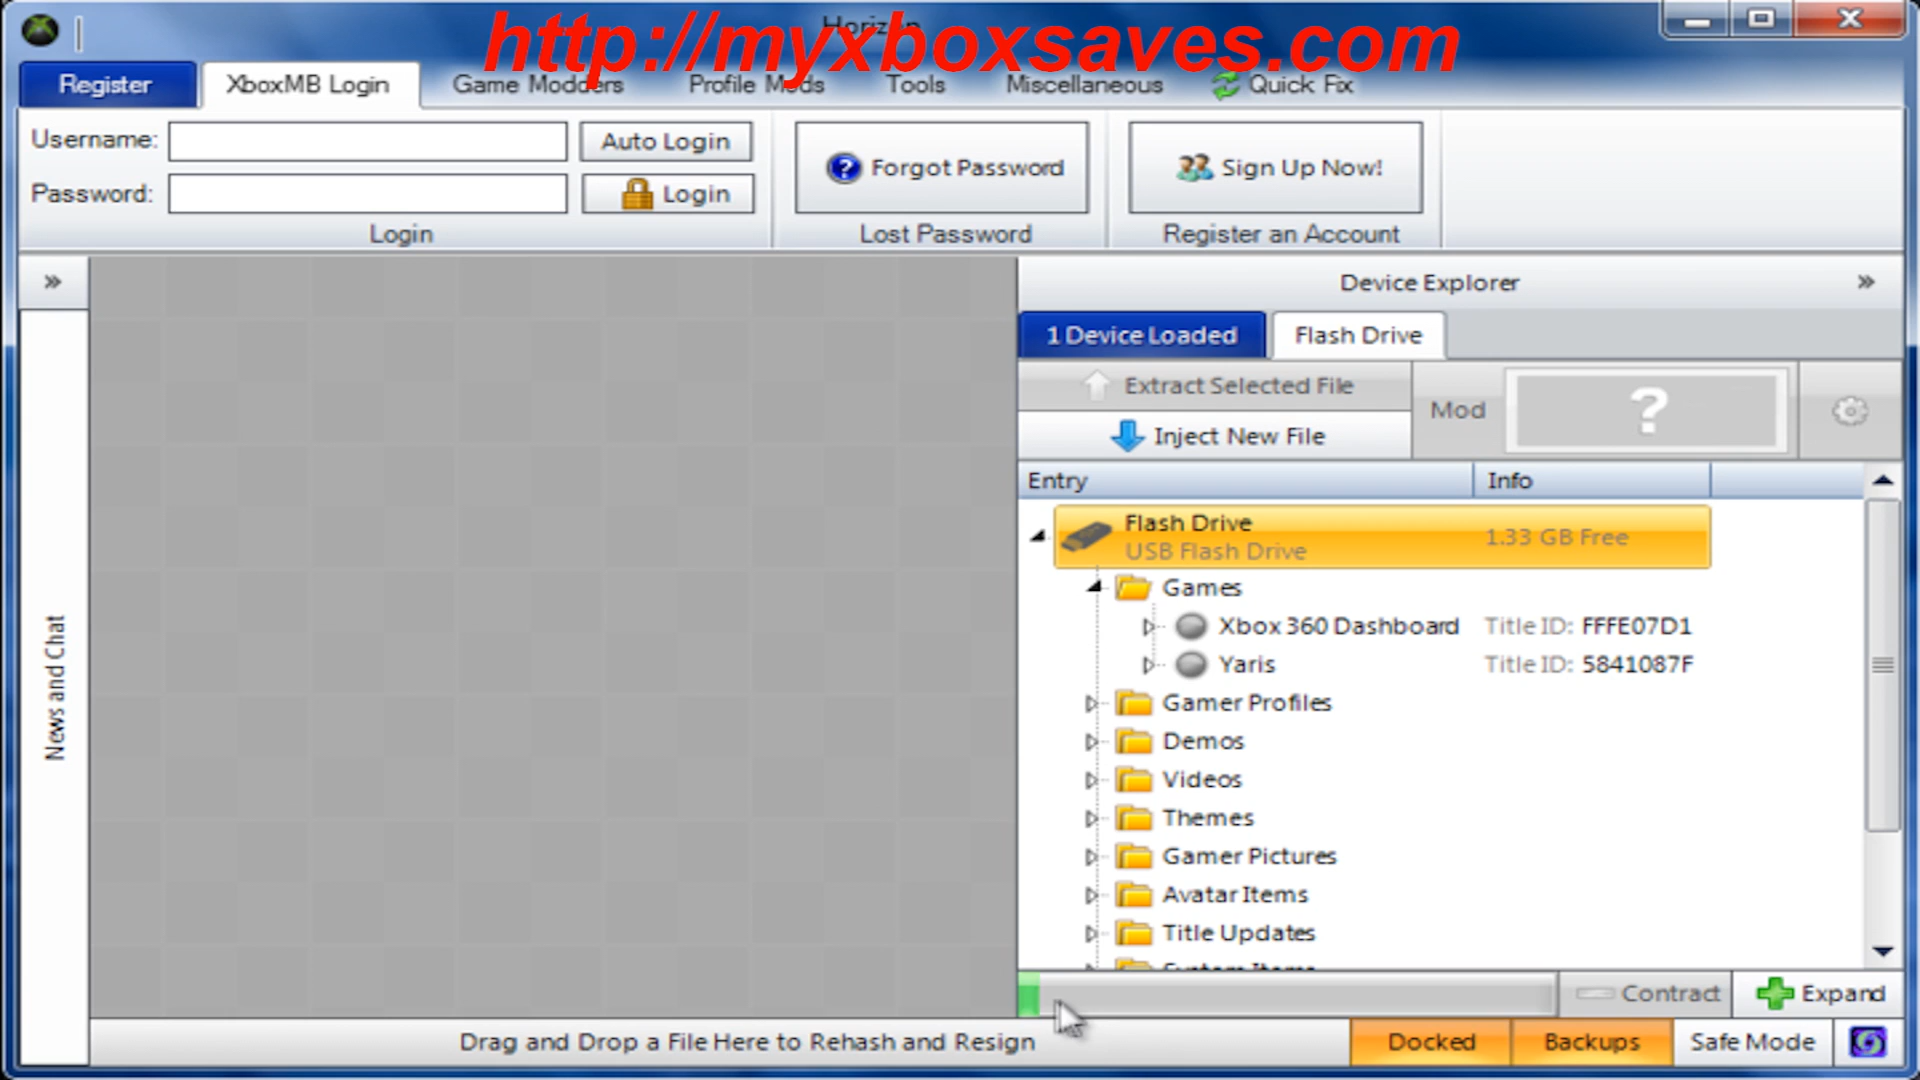 Horizon
http://myxboxsaves.com
Register
XboxMB Login
Game Modders
Profile Mods
Tools
Miscellaneous
Quick Fix
Username:
Auto Login
Password:
Login
Login
Forgot Password
Lost Password
Sign Up Now!
Register an Account
»
News and Chat
Device Explorer
»
1 Device Loaded
Flash Drive
Extract Selected File
Inject New File
Mod
?
Entry
Info
Flash Drive
USB Flash Drive
1.33 GB Free
Games
Xbox 360 Dashboard
Title ID: FFFE07D1
Yaris
Title ID: 5841087F
Gamer Profiles
Demos
Videos
Themes
Gamer Pictures
Avatar Items
Title Updates
System Items
Contract
Expand
Drag and Drop a File Here to Rehash and Resign
Docked
Backups
Safe Mode